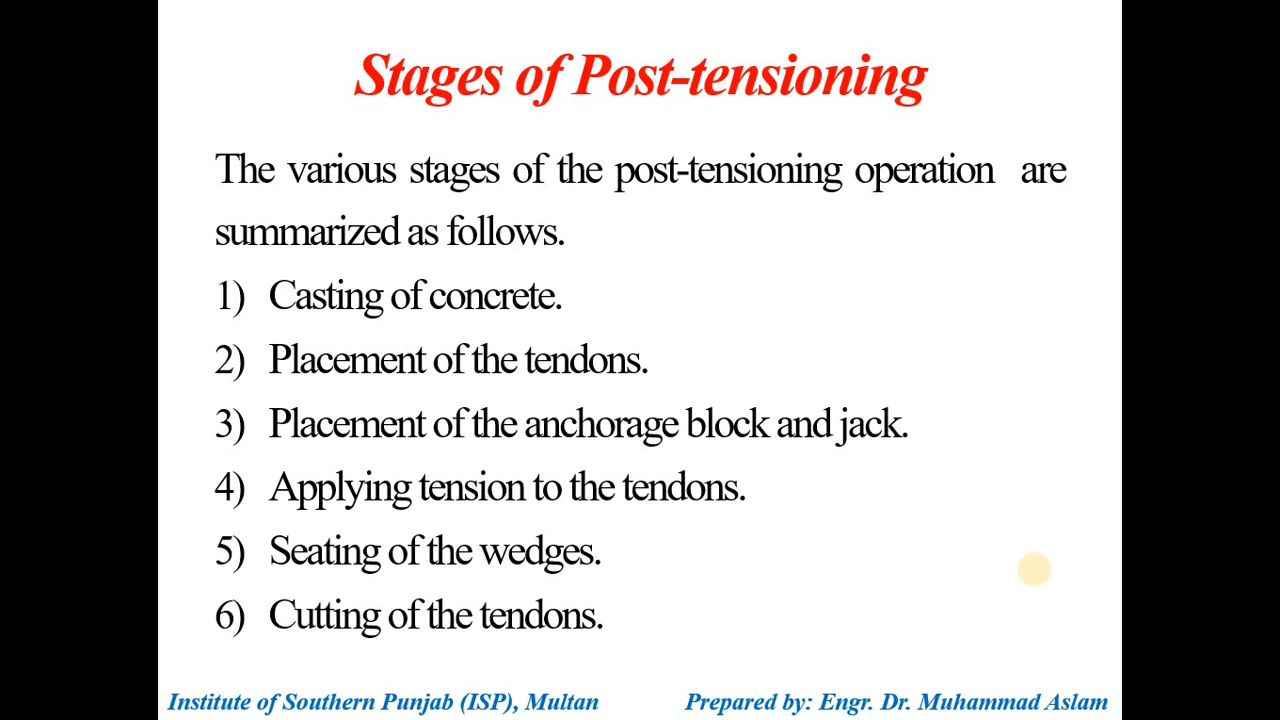 Stages of Post-tensioning
The various stages of the post-tensioning operation are
summarized as follows.
1) Casting of concrete.
2) Placement of the tendons.
3) Placement of the anchorage block and jack.
4) Applying tension to the tendons.
5) Seating of the wedges.
6) Cutting of the tendons.
Institute of Southern Punjab (ISP), Multan Prepared by: Engr. Dr. Muhammad Aslam